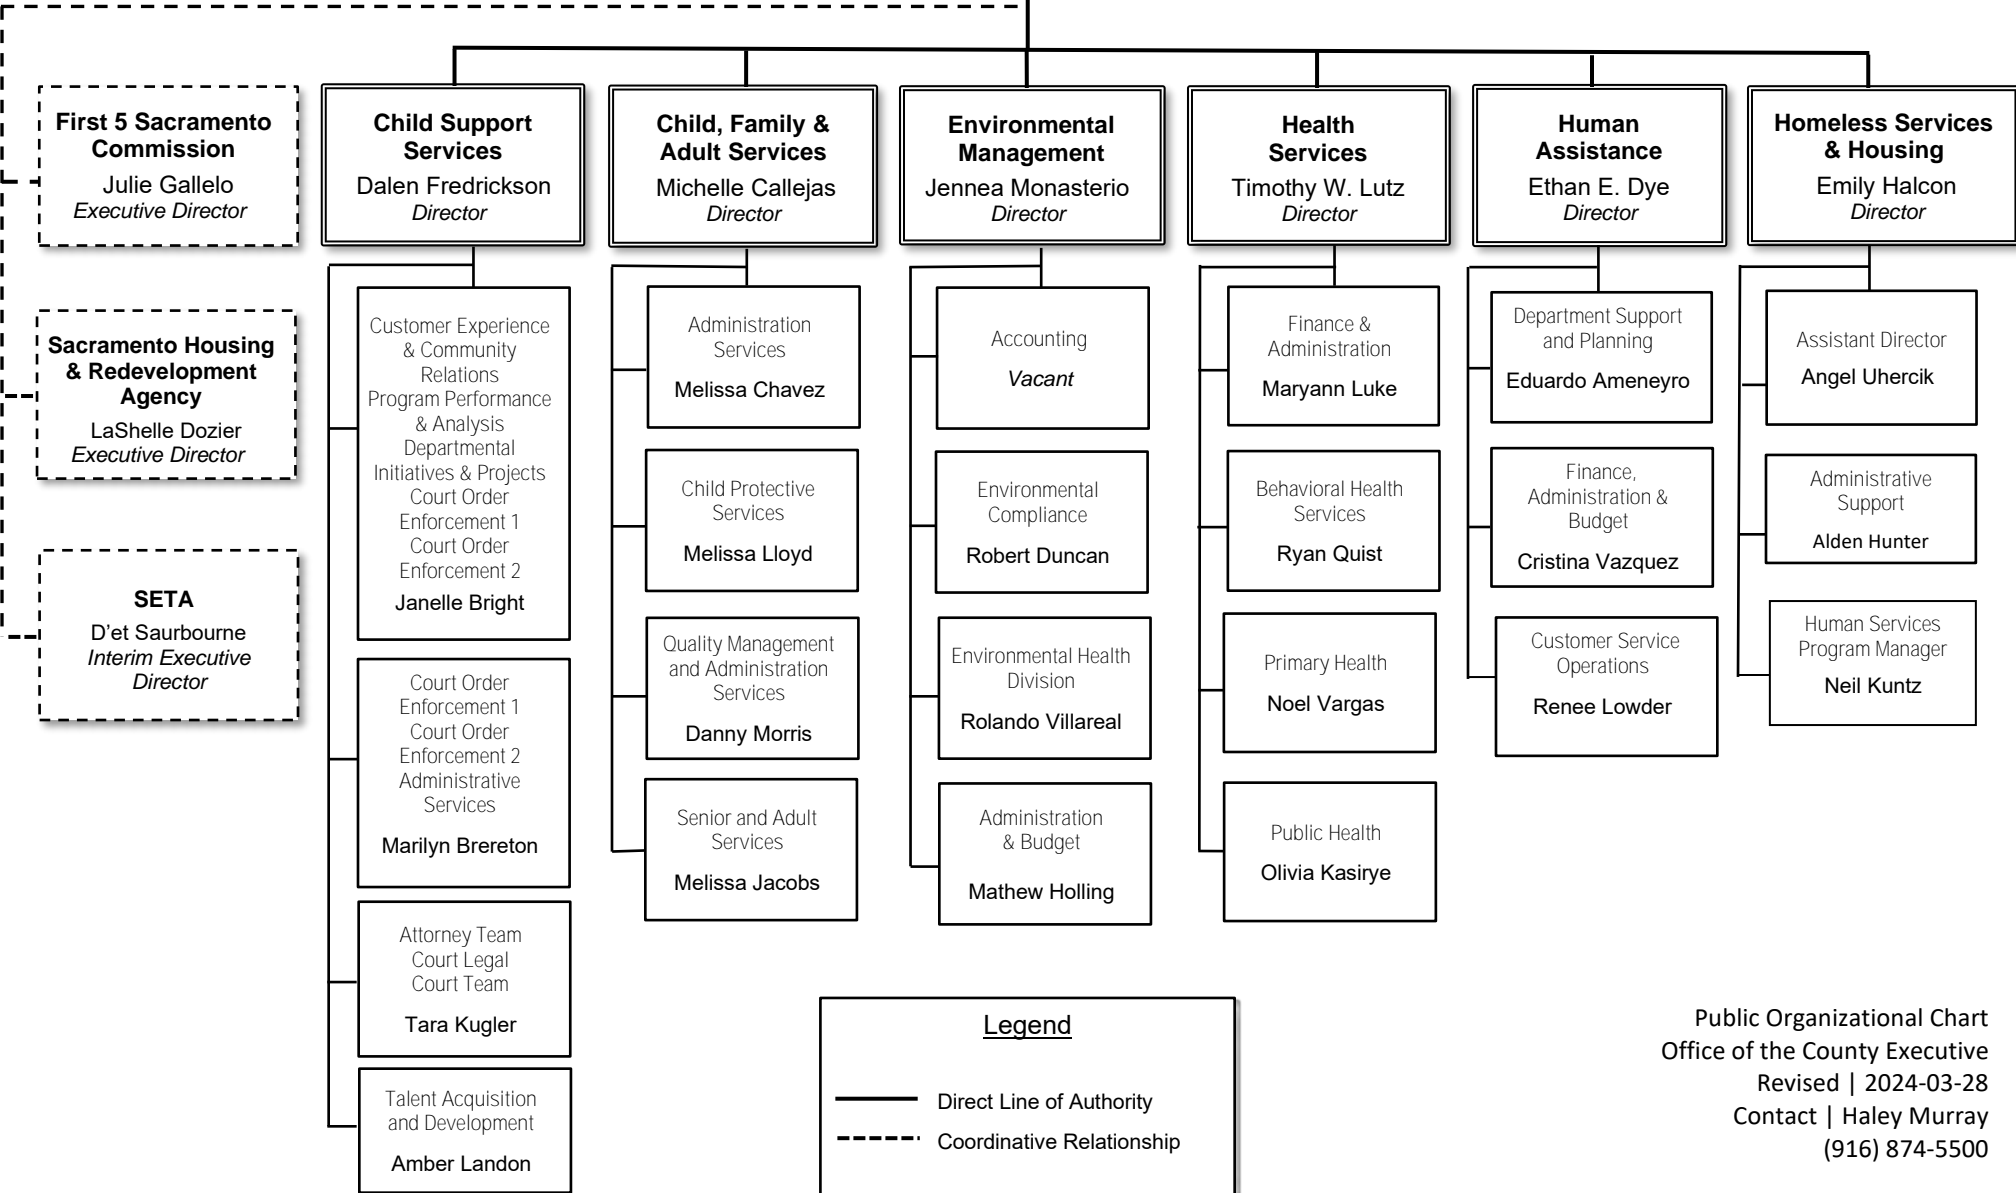 First 5 Sacramento
Commission
Julie Gallelo
Executive Director
Sacramento Housing
& Redevelopment
Agency
LaShelle Dozier
Executive Director
SETA
D’et Saurbourne
Interim Executive
Director
Child Support
Services
Dalen Fredrickson
Director
Customer Experience
& Community
Relations
Program Performance
& Analysis
Departmental
Initiatives & Projects
Court Order
Enforcement 1
Court Order
Enforcement 2
Janelle Bright
Court Order
Enforcement 1
Court Order
Enforcement 2
Administrative
Services
Marilyn Brereton
Attorney Team
Court Legal
Court Team
Tara Kugler
Talent Acquisition
and Development
Amber Landon
Child, Family &
Adult Services
Michelle Callejas
Director
Administration
Services
Melissa Chavez
Child Protective
Services
Melissa Lloyd
Quality Management
and Administration
Services
Danny Morris
Senior and Adult
Services
Melissa Jacobs
Environmental
Management
Jennea Monasterio
Director
Accounting
Vacant
Environmental
Compliance
Robert Duncan
Environmental Health
Division
Rolando Villareal
Administration
& Budget
Mathew Holling
Health
Services
Timothy W. Lutz
Director
Finance &
Administration
Maryann Luke
Behavioral Health
Services
Ryan Quist
Primary Health
Noel Vargas
Public Health
Olivia Kasirye
Human
Assistance
Ethan E. Dye
Director
Department Support
and Planning
Eduardo Ameneyro
Finance,
Administration &
Budget
Cristina Vazquez
Customer Service
Operations
Renee Lowder
Homeless Services
& Housing
Emily Halcon
Director
Assistant Director
Angel Uhercik
Administrative
Support
Alden Hunter
Human Services
Program Manager
Neil Kuntz
Legend
Direct Line of Authority
Coordinative Relationship
Public Organizational Chart
Office of the County Executive
Revised | 2024-03-28
Contact | Haley Murray
(916) 874-5500